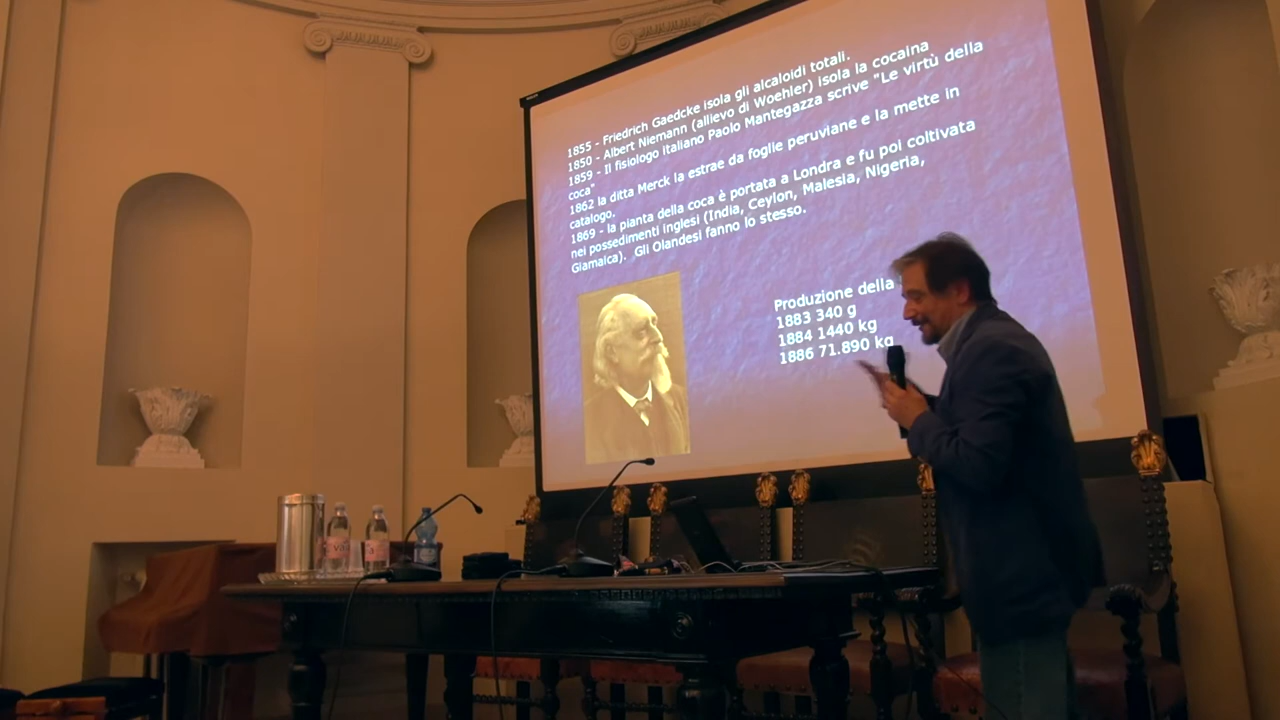 1855 - Friedrich Gaedcke isola gli alcaloidi totali.
1850 - Albert Niemann (allievo di Woehler) isola la cocaina
1859 - Il fisiologo italiano Paolo Mantegazza scrive "Le virtù della
coca"
1862 la ditta Merck la estrae da foglie peruviane e la mette in
catalogo.
1869 - la pianta della coca è portata a Londra e fu poi coltivata
nei possedimenti inglesi (India, Ceylon, Malesia, Nigeria,
Giamaica). Gli Olandesi fanno lo stesso.
Produzione della
1883 340 g
1884 1440 kg
1886 71.890 kg